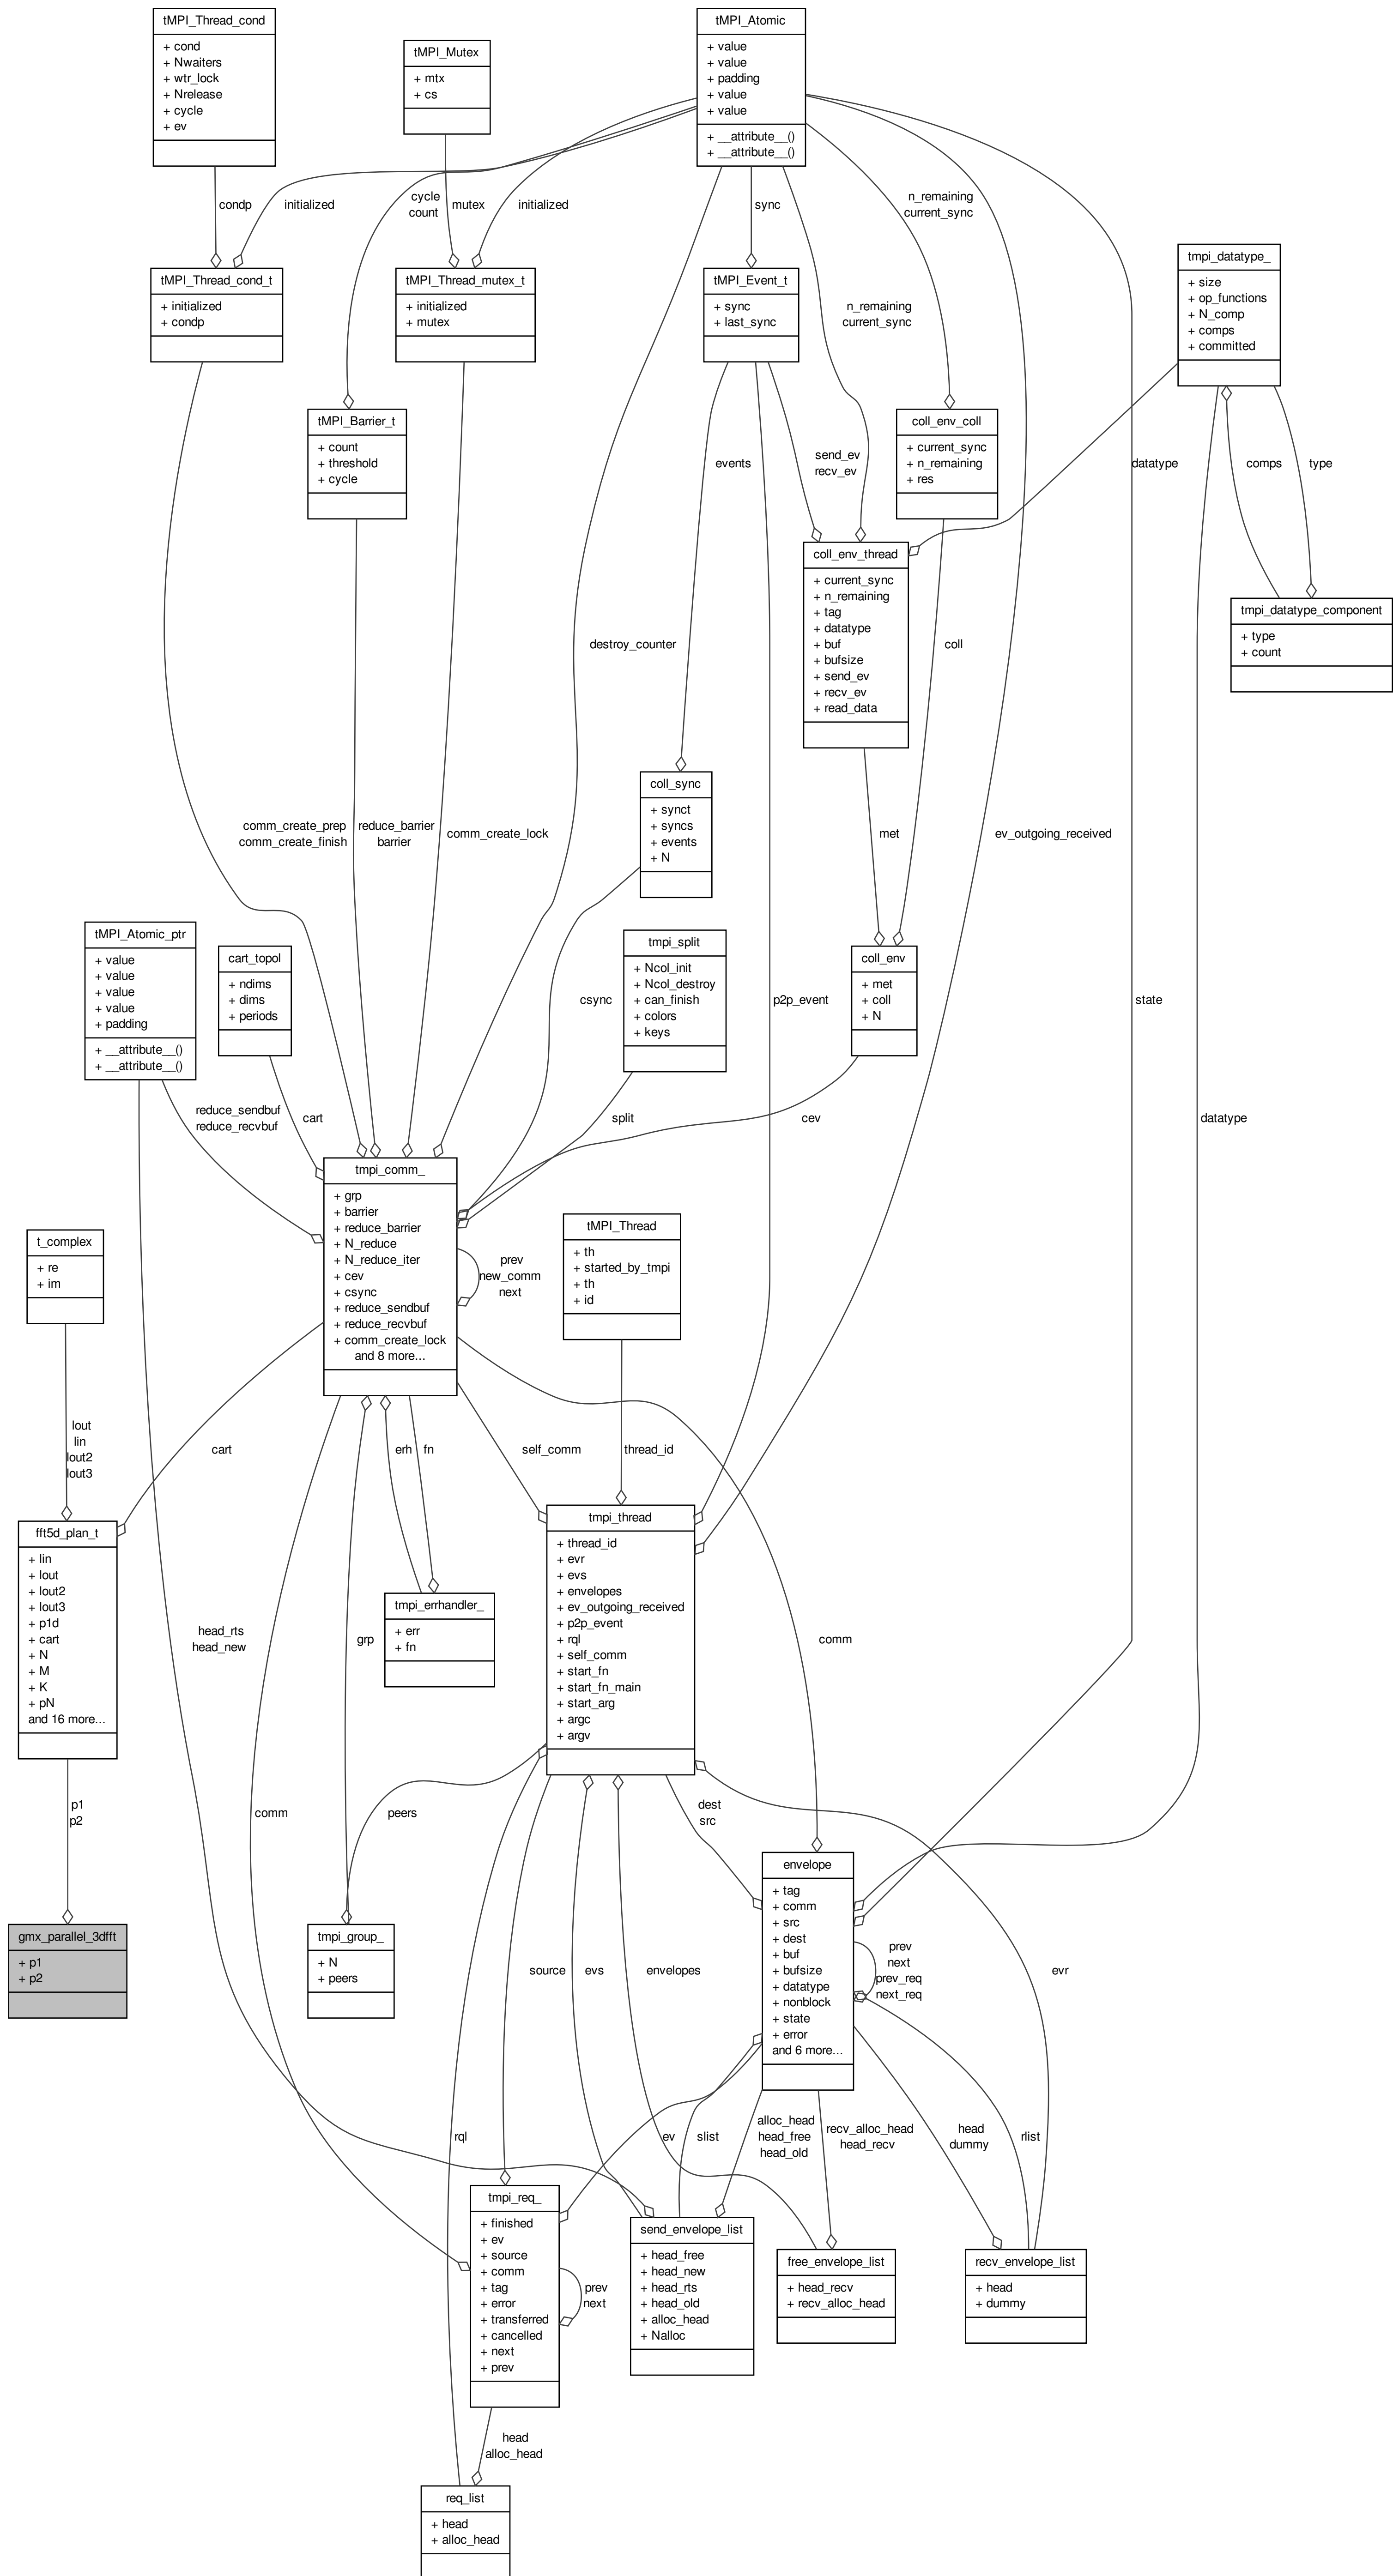 tMPI_Thread_cond
+ cond
+ Nwaiters
+ wtr_lock
+ Nrelease
+ cycle
+ ev
tMPI_Mutex
+ mtx
+ cs
tMPI_Atomic
+ value
+ value
+ padding
+ value
+ value
+ __attribute__()
+ __attribute__()
condp
initialized
cycle
count
mutex
initialized
sync
n_remaining
current_sync
tMPI_Thread_cond_t
+ initialized
+ condp
tMPI_Thread_mutex_t
+ initialized
+ mutex
tMPI_Event_t
+ sync
+ last_sync
n_remaining
current_sync
tmpi_datatype_
+ size
+ op_functions
+ N_comp
+ comps
+ committed
tMPI_Barrier_t
+ count
+ threshold
+ cycle
coll_env_coll
+ current_sync
+ n_remaining
+ res
events
send_ev
recv_ev
datatype
comps
type
coll_env_thread
+ current_sync
+ n_remaining
+ tag
+ datatype
+ buf
+ bufsize
+ send_ev
+ recv_ev
+ read_data
tmpi_datatype_component
+ type
+ count
destroy_counter
coll
coll_sync
+ synct
+ syncs
+ events
+ N
comm_create_prep
comm_create_finish
reduce_barrier
barrier
comm_create_lock
met
ev_outgoing_received
tMPI_Atomic_ptr
+ value
+ value
+ value
+ value
+ padding
+ __attribute__()
+ __attribute__()
cart_topol
+ ndims
+ dims
+ periods
tmpi_split
+ Ncol_init
+ Ncol_destroy
+ can_finish
+ colors
+ keys
coll_env
+ met
+ coll
+ N
csync
p2p_event
state
reduce_sendbuf
reduce_recvbuf
cart
split
cev
datatype
tmpi_comm_
+ grp
+ barrier
+ reduce_barrier
+ N_reduce
+ N_reduce_iter
+ cev
+ csync
+ reduce_sendbuf
+ reduce_recvbuf
+ comm_create_lock
and 8 more...
prev
new_comm
next
t_complex
+ re
+ im
tMPI_Thread
+ th
+ started_by_tmpi
+ th
+ id
lout
lin
lout2
lout3
cart
erh
fn
self_comm
thread_id
fft5d_plan_t
+ lin
+ lout
+ lout2
+ lout3
+ p1d
+ cart
+ N
+ M
+ K
+ pN
and 16 more...
tmpi_thread
+ thread_id
+ evr
+ evs
+ envelopes
+ ev_outgoing_received
+ p2p_event
+ rql
+ self_comm
+ start_fn
+ start_fn_main
+ start_arg
+ argc
+ argv
tmpi_errhandler_
+ err
+ fn
head_rts
head_new
grp
comm
p1
p2
comm
peers
dest
src
gmx_parallel_3dfft
+ p1
+ p2
tmpi_group_
+ N
+ peers
envelope
+ tag
+ comm
+ src
+ dest
+ buf
+ bufsize
+ datatype
+ nonblock
+ state
+ error
and 6 more...
source
evs
envelopes
prev
next
prev_req
next_req
evr
rql
ev
slist
alloc_head
head_free
head_old
recv_alloc_head
head_recv
head
dummy
rlist
tmpi_req_
+ finished
+ ev
+ source
+ comm
+ tag
+ error
+ transferred
+ cancelled
+ next
+ prev
prev
next
send_envelope_list
+ head_free
+ head_new
+ head_rts
+ head_old
+ alloc_head
+ Nalloc
free_envelope_list
+ head_recv
+ recv_alloc_head
recv_envelope_list
+ head
+ dummy
head
alloc_head
req_list
+ head
+ alloc_head